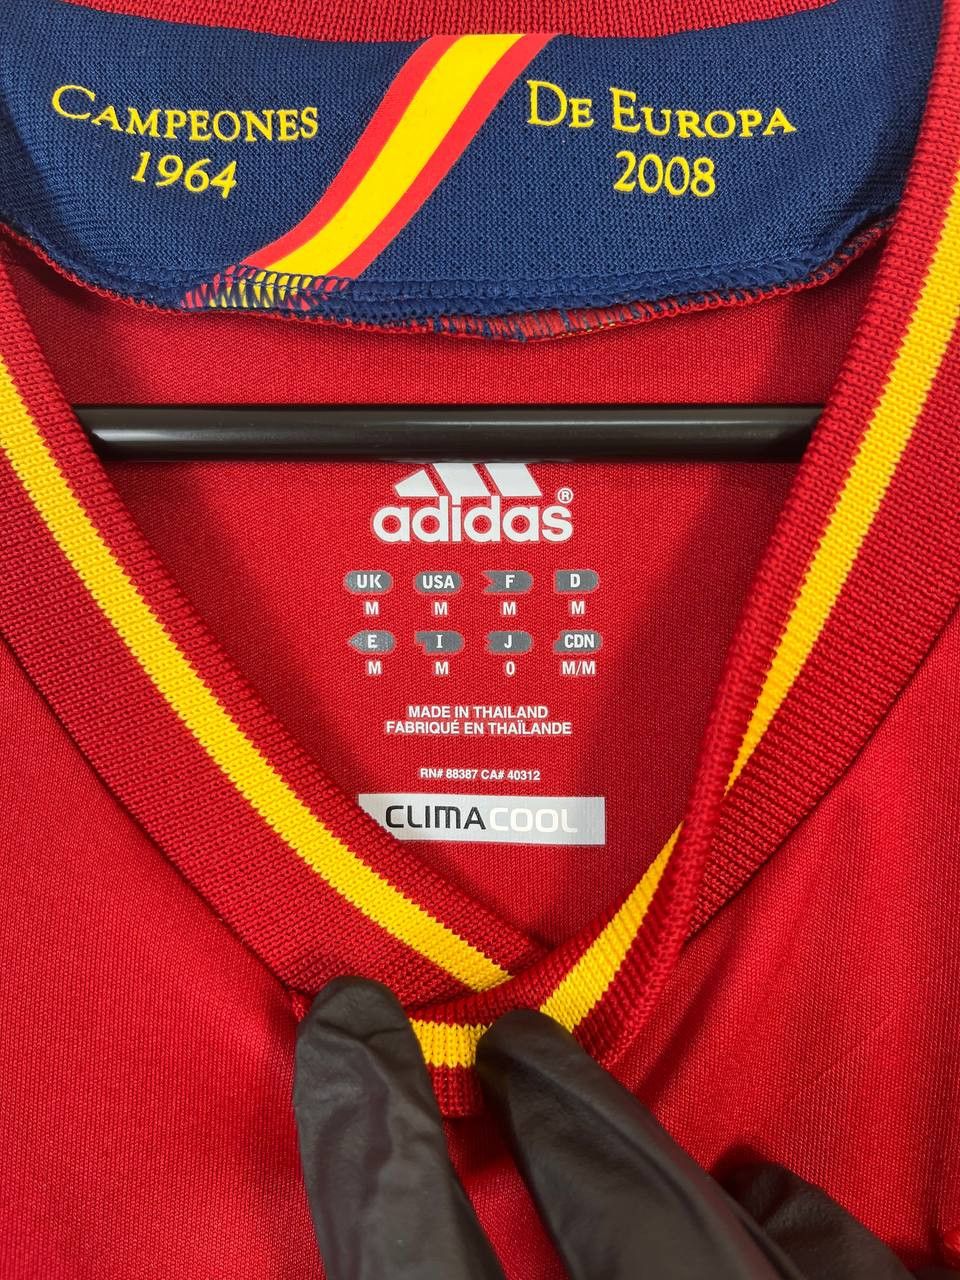 CAMPEONES
1964
DE EUROPA
2008
adidas®
UK USA F D
M M M M
E I J CDN
M M 0 M/M
MADE IN THAILAND
FABRIQUÉ EN THAÏLANDE
RN# 88387 CA# 40312
CLIMACOOL